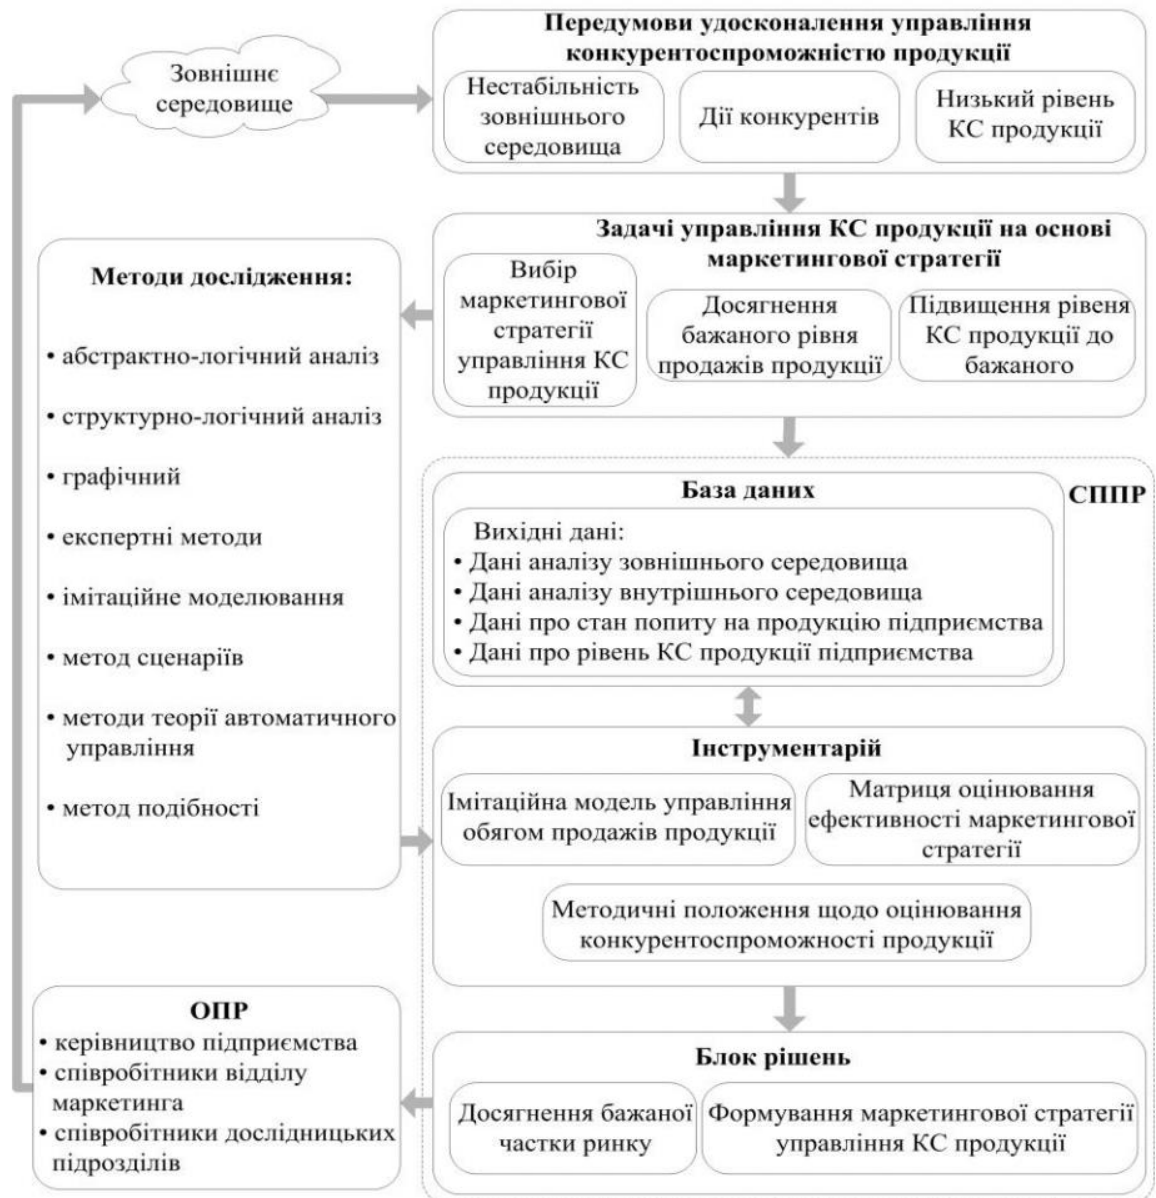 Зовнішнє
середовище
Передумови удосконалення управління
конкурентоспроможністю продукції
Нестабільність
зовнішнього
середовища
Дії конкурентів
Низький рівень
КС продукції
Задачі управління КС продукції на основі
маркетингової стратегії
Вибір
маркетингової
стратегії
управління КС
продукції
Досягнення
бажаного рівня
продажів продукції
Підвищення рівеня
КС продукції до
бажаного
Методи дослідження:
• абстрактно-логічний аналіз
• структурно-логічний аналіз
• графічний
• експертні методи
• імітаційне моделювання
• метод сценаріїв
• методи теорії автоматичного
управління
• метод подібності
СППР
База даних
Вихідні дані:
• Дані аналізу зовнішнього середовища
• Дані аналізу внутрішнього середовища
• Дані про стан попиту на продукцію підприємства
• Дані про рівень КС продукції підприємства
Інструментарій
Імітаційна модель управління
обягом продажів продукції
Матриця оцінювання
ефективності маркетингової
стратегії
Методичні положення щодо оцінювання
конкурентоспроможності продукції
Блок рішень
Досягнення бажаної
частки ринку
Формування маркетингової стратегії
управління КС продукції
ОПР
• керівництво підприємства
• співробітники відділу
маркетинга
• співробітники дослідницьких
підрозділів